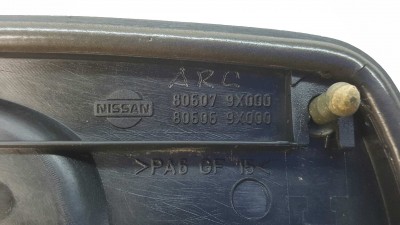 ARC
NISSAN
80607 9X000
80605 9X000
>PA6 GF 15<